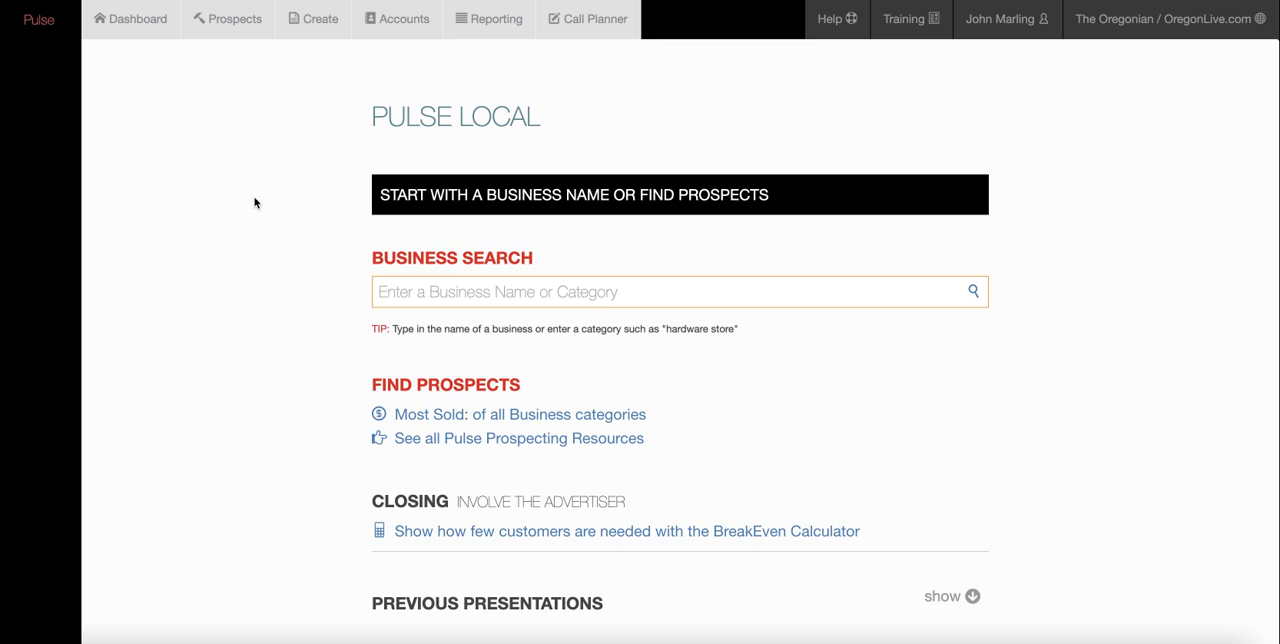 Pulse
Dashboard Prospects Create Accounts Reporting Call Planner Help Training John Marling The Oregonian / OregonLive.com
PULSE LOCAL
START WITH A BUSINESS NAME OR FIND PROSPECTS
BUSINESS SEARCH
Enter a Business Name or Category
TIP: Type in the name of a business or enter a category such as "hardware store"
FIND PROSPECTS
Most Sold: of all Business categories
See all Pulse Prospecting Resources
CLOSING INVOLVE THE ADVERTISER
Show how few customers are needed with the BreakEven Calculator
PREVIOUS PRESENTATIONS show